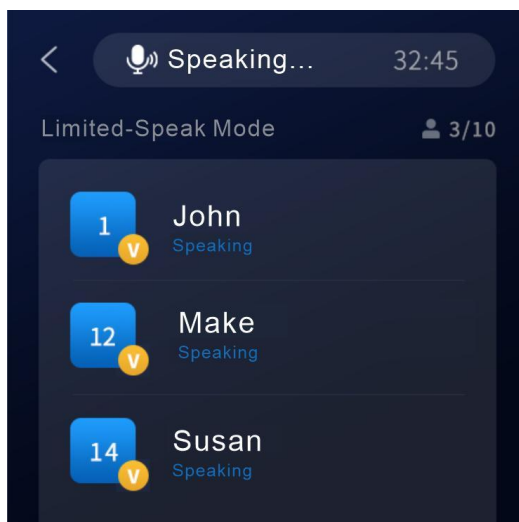 Speaking... 32:45
Limited-Speak Mode 3/10
1 John
V Speaking
12 Make
V Speaking
14 Susan
V Speaking